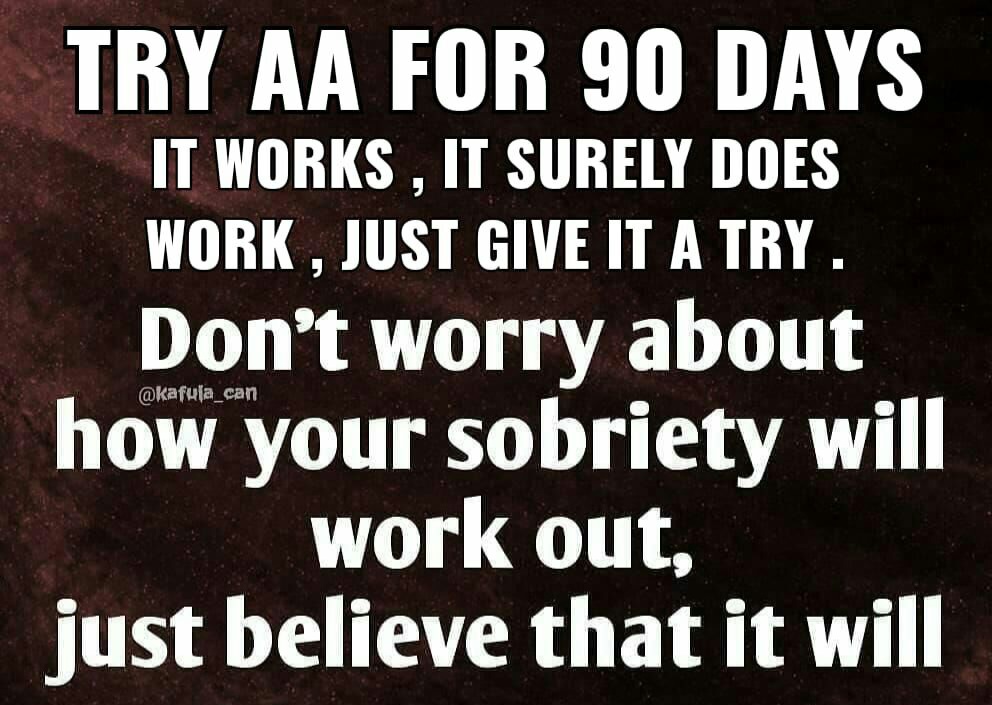 TRY AA FOR 90 DAYS
IT WORKS , IT SURELY DOES
WORK , JUST GIVE IT A TRY .
Don't worry about
@kafula_can
how your sobriety will
work out,
just believe that it will